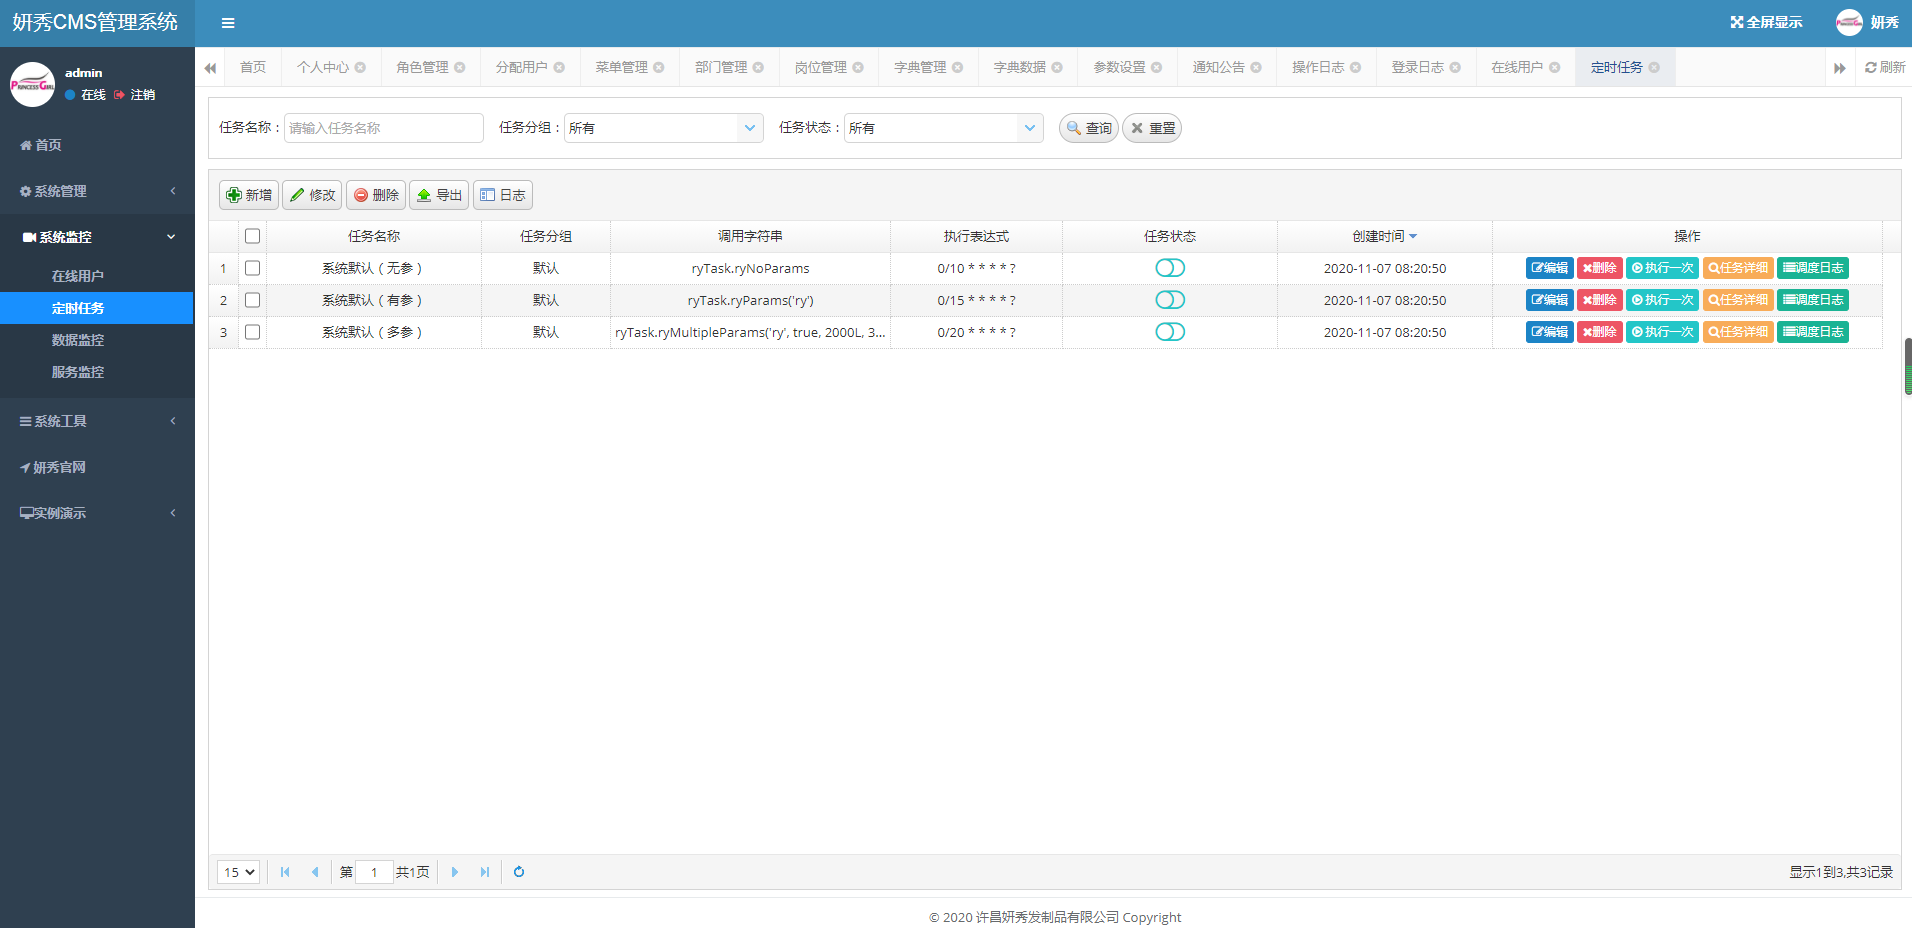 妍秀CMS管理系统
全屏显示
妍秀
PRINCESS GIRL
admin
在线 注销
首页
系统管理
系统监控
在线用户
定时任务
数据监控
服务监控
系统工具
妍秀官网
实例演示
首页 个人中心 角色管理 分配用户 菜单管理 部门管理 岗位管理 字典管理 字典数据 参数设置 通知公告 操作日志 登录日志 在线用户 定时任务 刷新
任务名称： 请输入任务名称 任务分组： 所有 任务状态： 所有 查询 重置
新增 修改 删除 导出 日志
任务名称 任务分组 调用字符串 执行表达式 任务状态 创建时间 操作
1 系统默认（无参） 默认 ryTask.ryNoParams 0/10 * * * * ? 2020-11-07 08:20:50 编辑 删除 执行一次 任务详细 调度日志
2 系统默认（有参） 默认 ryTask.ryParams('ry') 0/15 * * * * ? 2020-11-07 08:20:50 编辑 删除 执行一次 任务详细 调度日志
3 系统默认（多参） 默认 ryTask.ryMultipleParams('ry', true, 2000L, 3... 0/20 * * * * ? 2020-11-07 08:20:50 编辑 删除 执行一次 任务详细 调度日志
15 第 1 共1页 显示1到3,共3记录
© 2020 许昌妍秀发制品有限公司 Copyright